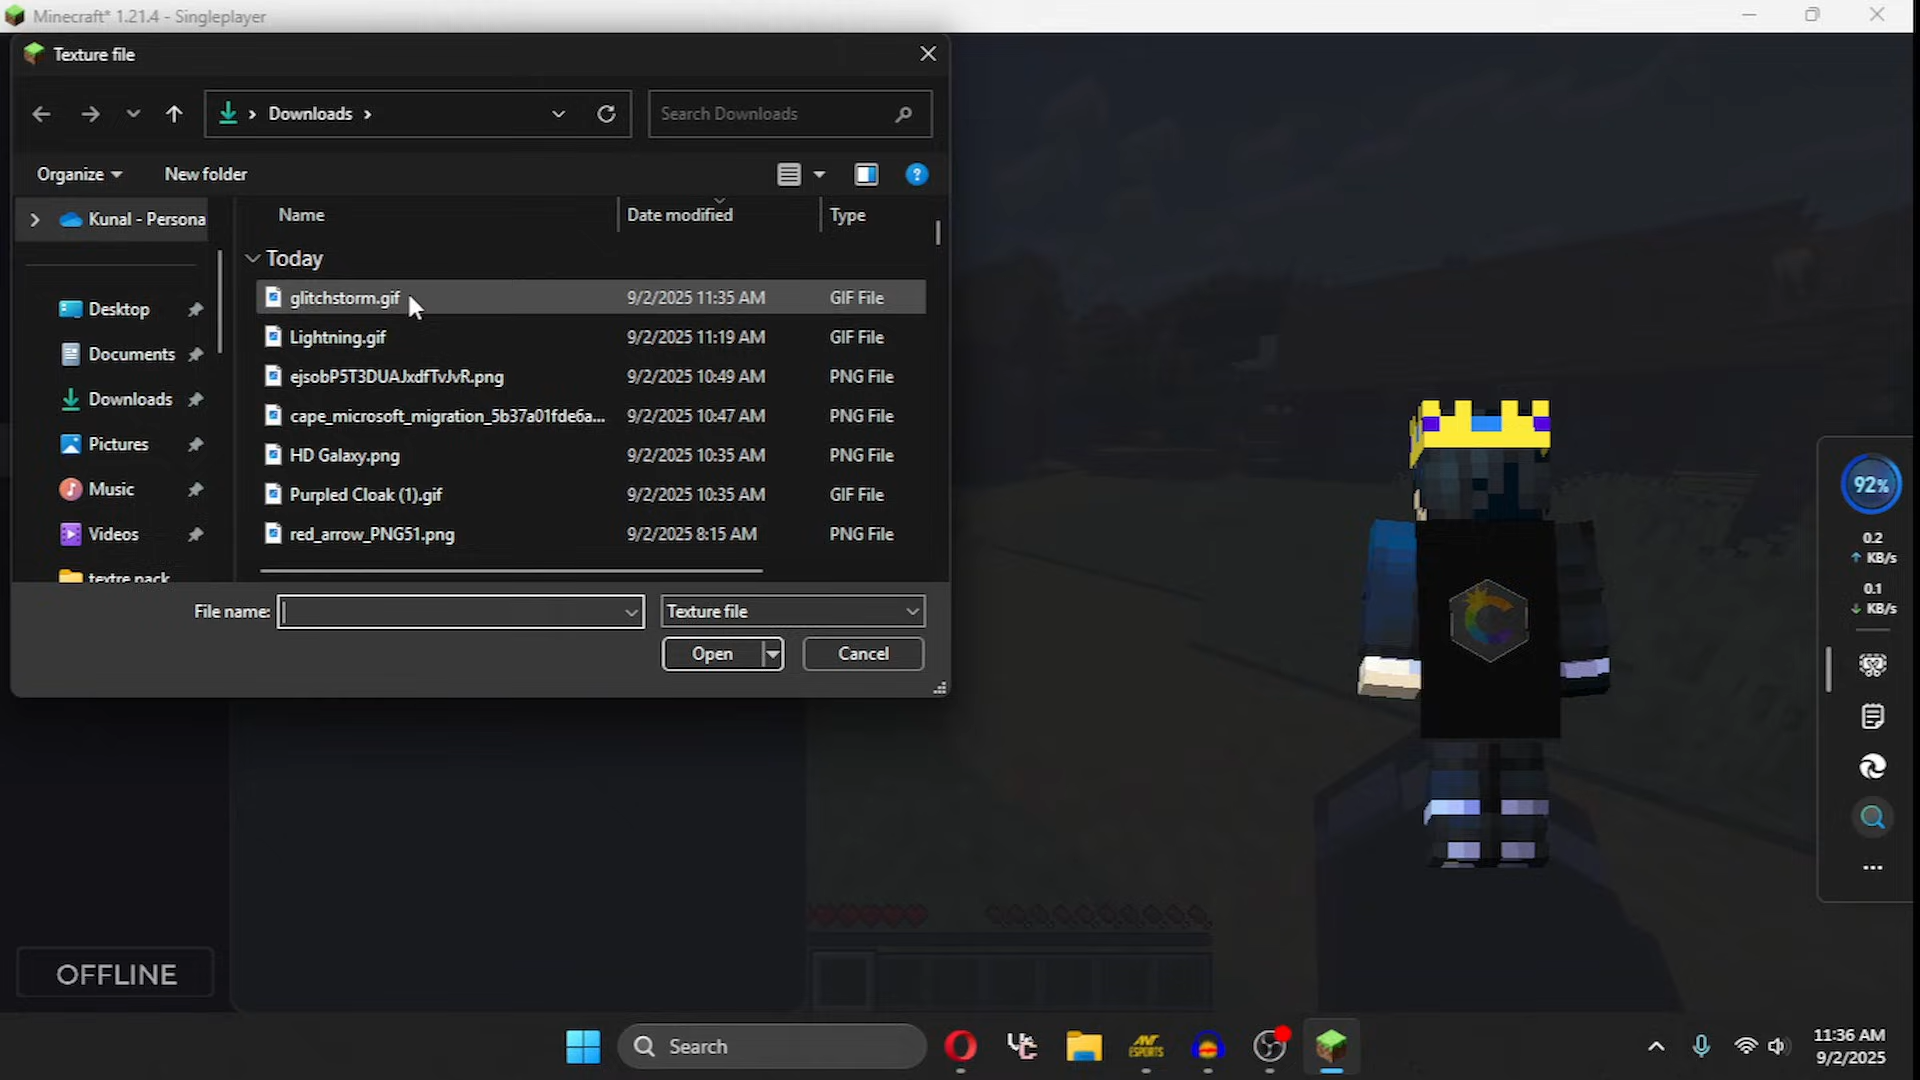 Minecraft* 1.21.4 - Singleplayer
Texture file
Downloads
Search Downloads
Organize
New folder
Kunal - Persona
Name
Date modified
Type
Today
glitchstorm.gif 9/2/2025 11:35 AM GIF File
Lightning.gif 9/2/2025 11:19 AM GIF File
ejsobP5T3DUAJxdfTvJvR.png 9/2/2025 10:49 AM PNG File
cape_microsoft_migration_5b37a01fde6a... 9/2/2025 10:47 AM PNG File
HD Galaxy.png 9/2/2025 10:35 AM PNG File
Purpled Cloak (1).gif 9/2/2025 10:35 AM GIF File
red_arrow_PNG51.png 9/2/2025 8:15 AM PNG File
Desktop
Documents
Downloads
Pictures
Music
Videos
textre pack
File name:
Texture file
Open
Cancel
92%
0.2
KB/s
0.1
KB/s
OFFLINE
Search
ANT
ESPORTS
11:36 AM
9/2/2025